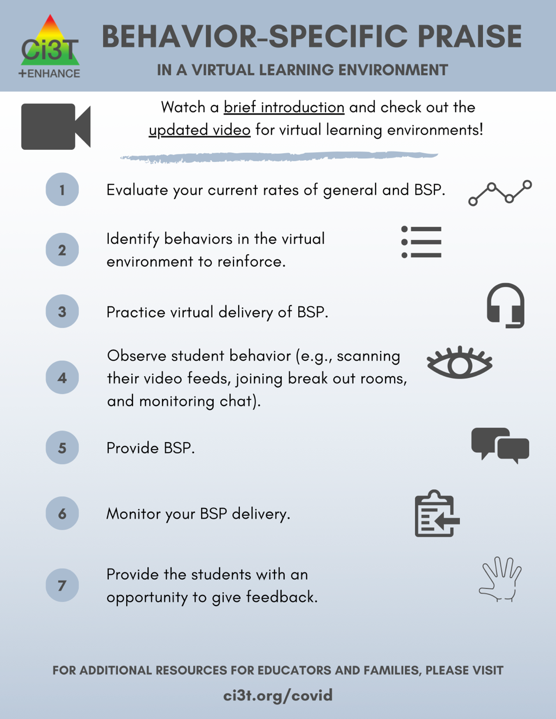 Ci3T
+ENHANCE
BEHAVIOR-SPECIFIC PRAISE
IN A VIRTUAL LEARNING ENVIRONMENT
Watch a brief introduction and check out the
updated video for virtual learning environments!
1
Evaluate your current rates of general and BSP.
2
Identify behaviors in the virtual
environment to reinforce.
3
Practice virtual delivery of BSP.
4
Observe student behavior (e.g., scanning
their video feeds, joining break out rooms,
and monitoring chat).
5
Provide BSP.
6
Monitor your BSP delivery.
7
Provide the students with an
opportunity to give feedback.
FOR ADDITIONAL RESOURCES FOR EDUCATORS AND FAMILIES, PLEASE VISIT
ci3t.org/covid